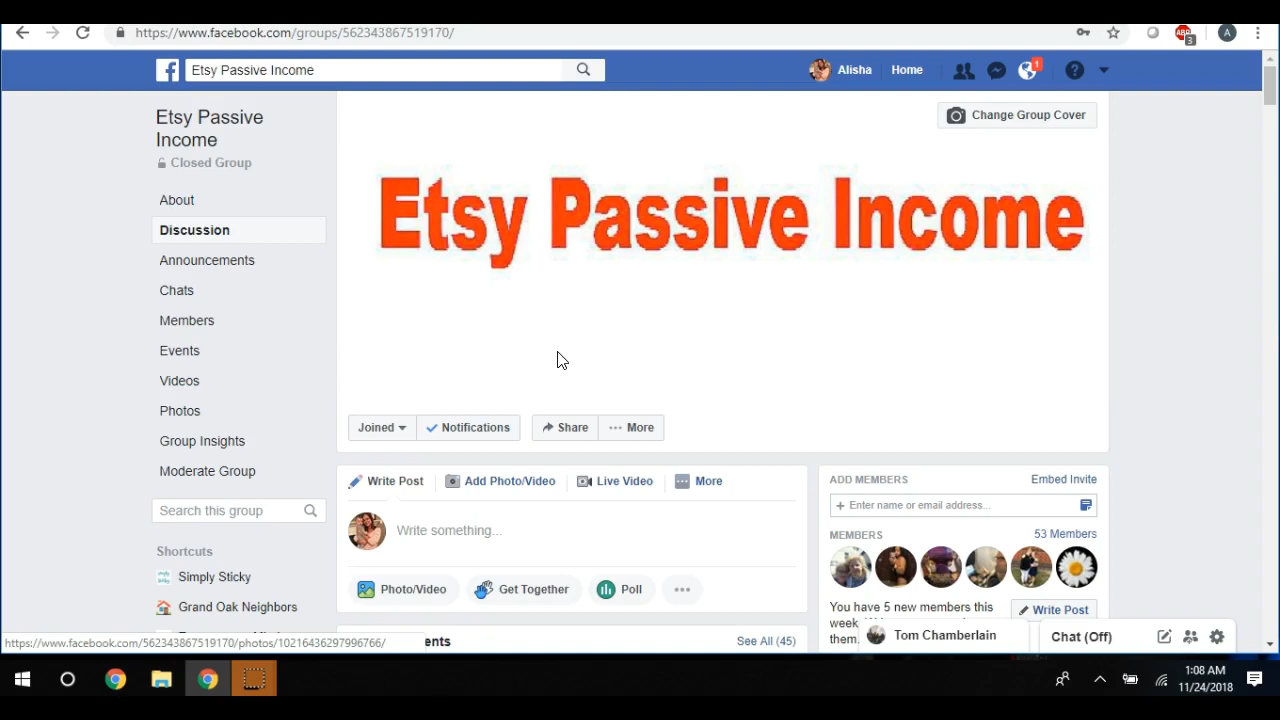 https://www.facebook.com/groups/562343867519170/
ABP
3
A
Etsy Passive Income
Alisha
Home
1
Etsy Passive
Income
Closed Group
About
Discussion
Announcements
Chats
Members
Events
Videos
Photos
Group Insights
Moderate Group
Search this group
Shortcuts
Simply Sticky
Grand Oak Neighbors
Change Group Cover
Etsy Passive Income
Joined
Notifications
Share
More
Write Post
Add Photo/Video
Live Video
More
Write something...
Photo/Video
Get Together
Poll
ents
See All (45)
ADD MEMBERS
Embed Invite
+ Enter name or email address...
MEMBERS
53 Members
You have 5 new members this
week.
them.
Write Post
Tom Chamberlain
Chat (Off)
https://www.facebook.com/562343867519170/photos/10216436297996766/
1:08 AM
11/24/2018